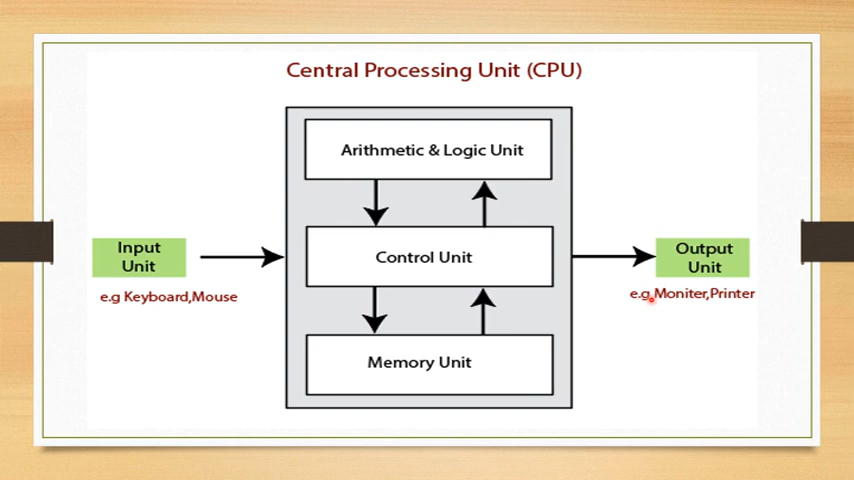 Central Processing Unit (CPU)
Arithmetic & Logic Unit
Input
Unit
Control Unit
Output
Unit
e.g Keyboard,Mouse
e.g Moniter,Printer
Memory Unit